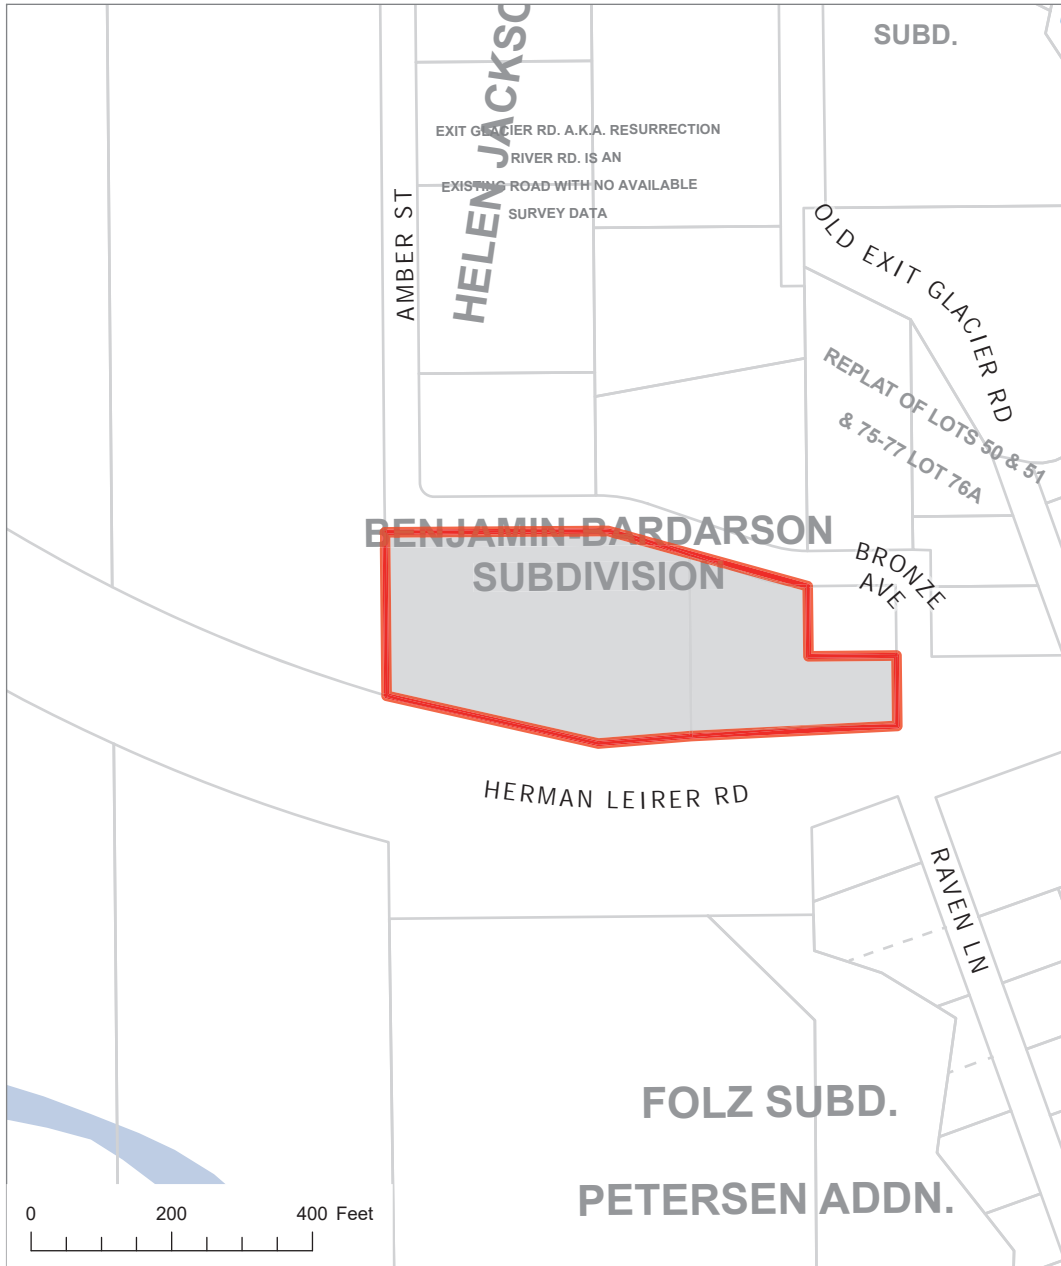 SUBD.
HELEN JACKSO
EXIT GLACIER RD. A.K.A. RESURRECTION
RIVER RD. IS AN
EXISTING ROAD WITH NO AVAILABLE
SURVEY DATA
AMBER ST
OLD EXIT GLACIER RD
REPLAT OF LOTS 50 & 51
& 75-77 LOT 76A
BENJAMIN-BARDARSON
SUBDIVISION
BRONZE
AVE
HERMAN LEIRER RD
RAVEN LN
FOLZ SUBD.
PETERSEN ADDN.
0 200 400 Feet